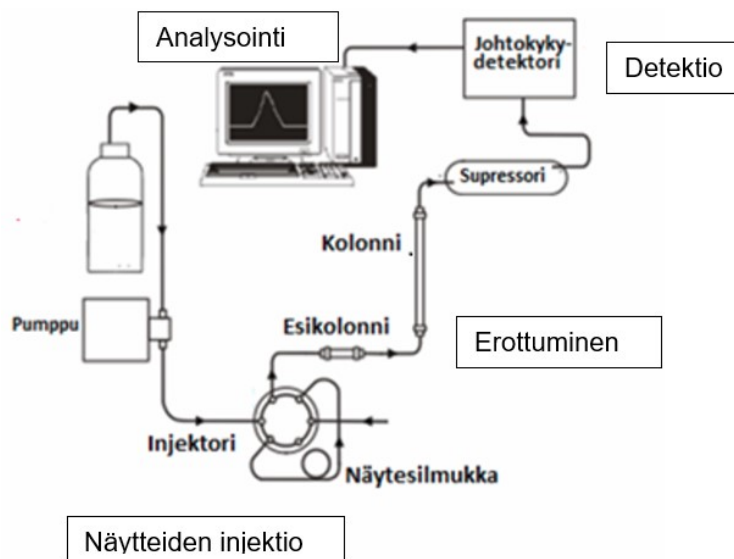 Analysointi
Johtokyky-
detektori
Detektio
Supressori
Kolonni
Pumppu
Esikolonni
Erottuminen
Injektori
Näytesilmukka
Näytteiden injektio